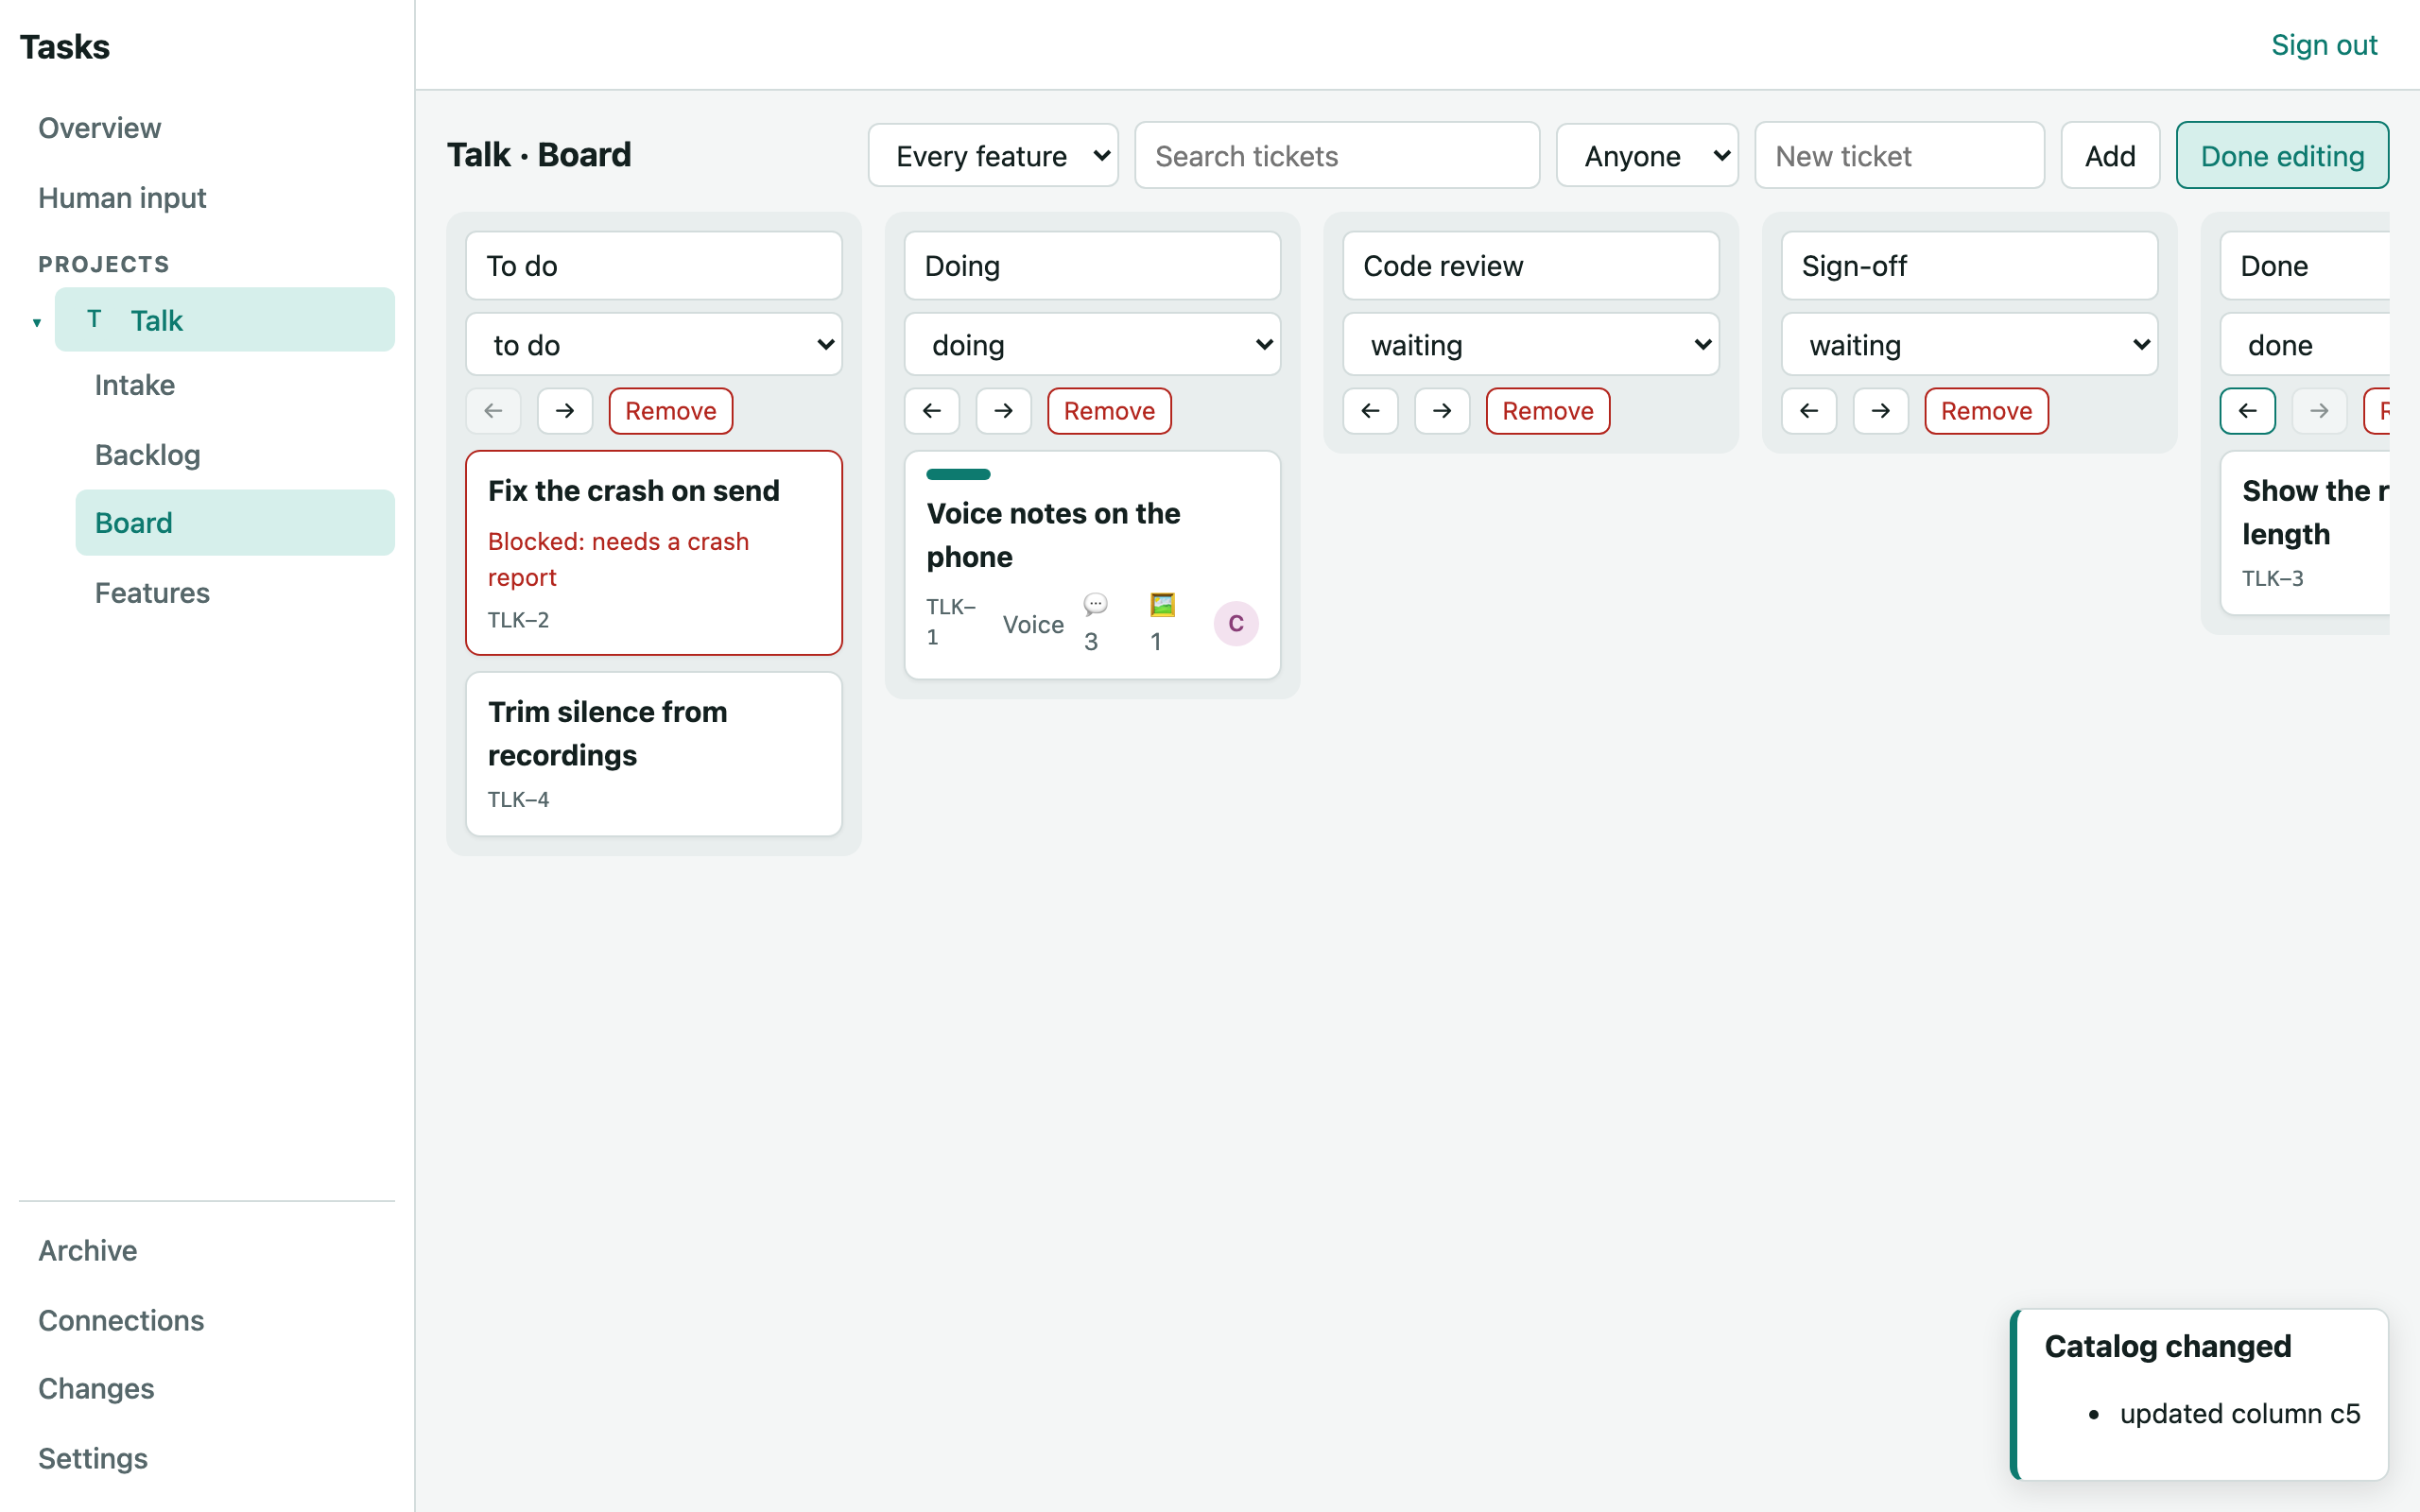 Tasks
Sign out
Overview
Human input
PROJECTS
T Talk
Intake
Backlog
Board
Features
Archive
Connections
Changes
Settings
Talk · Board
Every feature
Search tickets
Anyone
New ticket
Add
Done editing
To do
to do
← → Remove
Fix the crash on send
Blocked: needs a crash
report
TLK–2
Trim silence from
recordings
TLK–4
Doing
doing
← → Remove
Voice notes on the
phone
TLK–
1
Voice
3
1
C
Code review
waiting
← → Remove
Sign-off
waiting
← → Remove
Done
done
← →
Show the
length
TLK–3
Catalog changed
• updated column c5